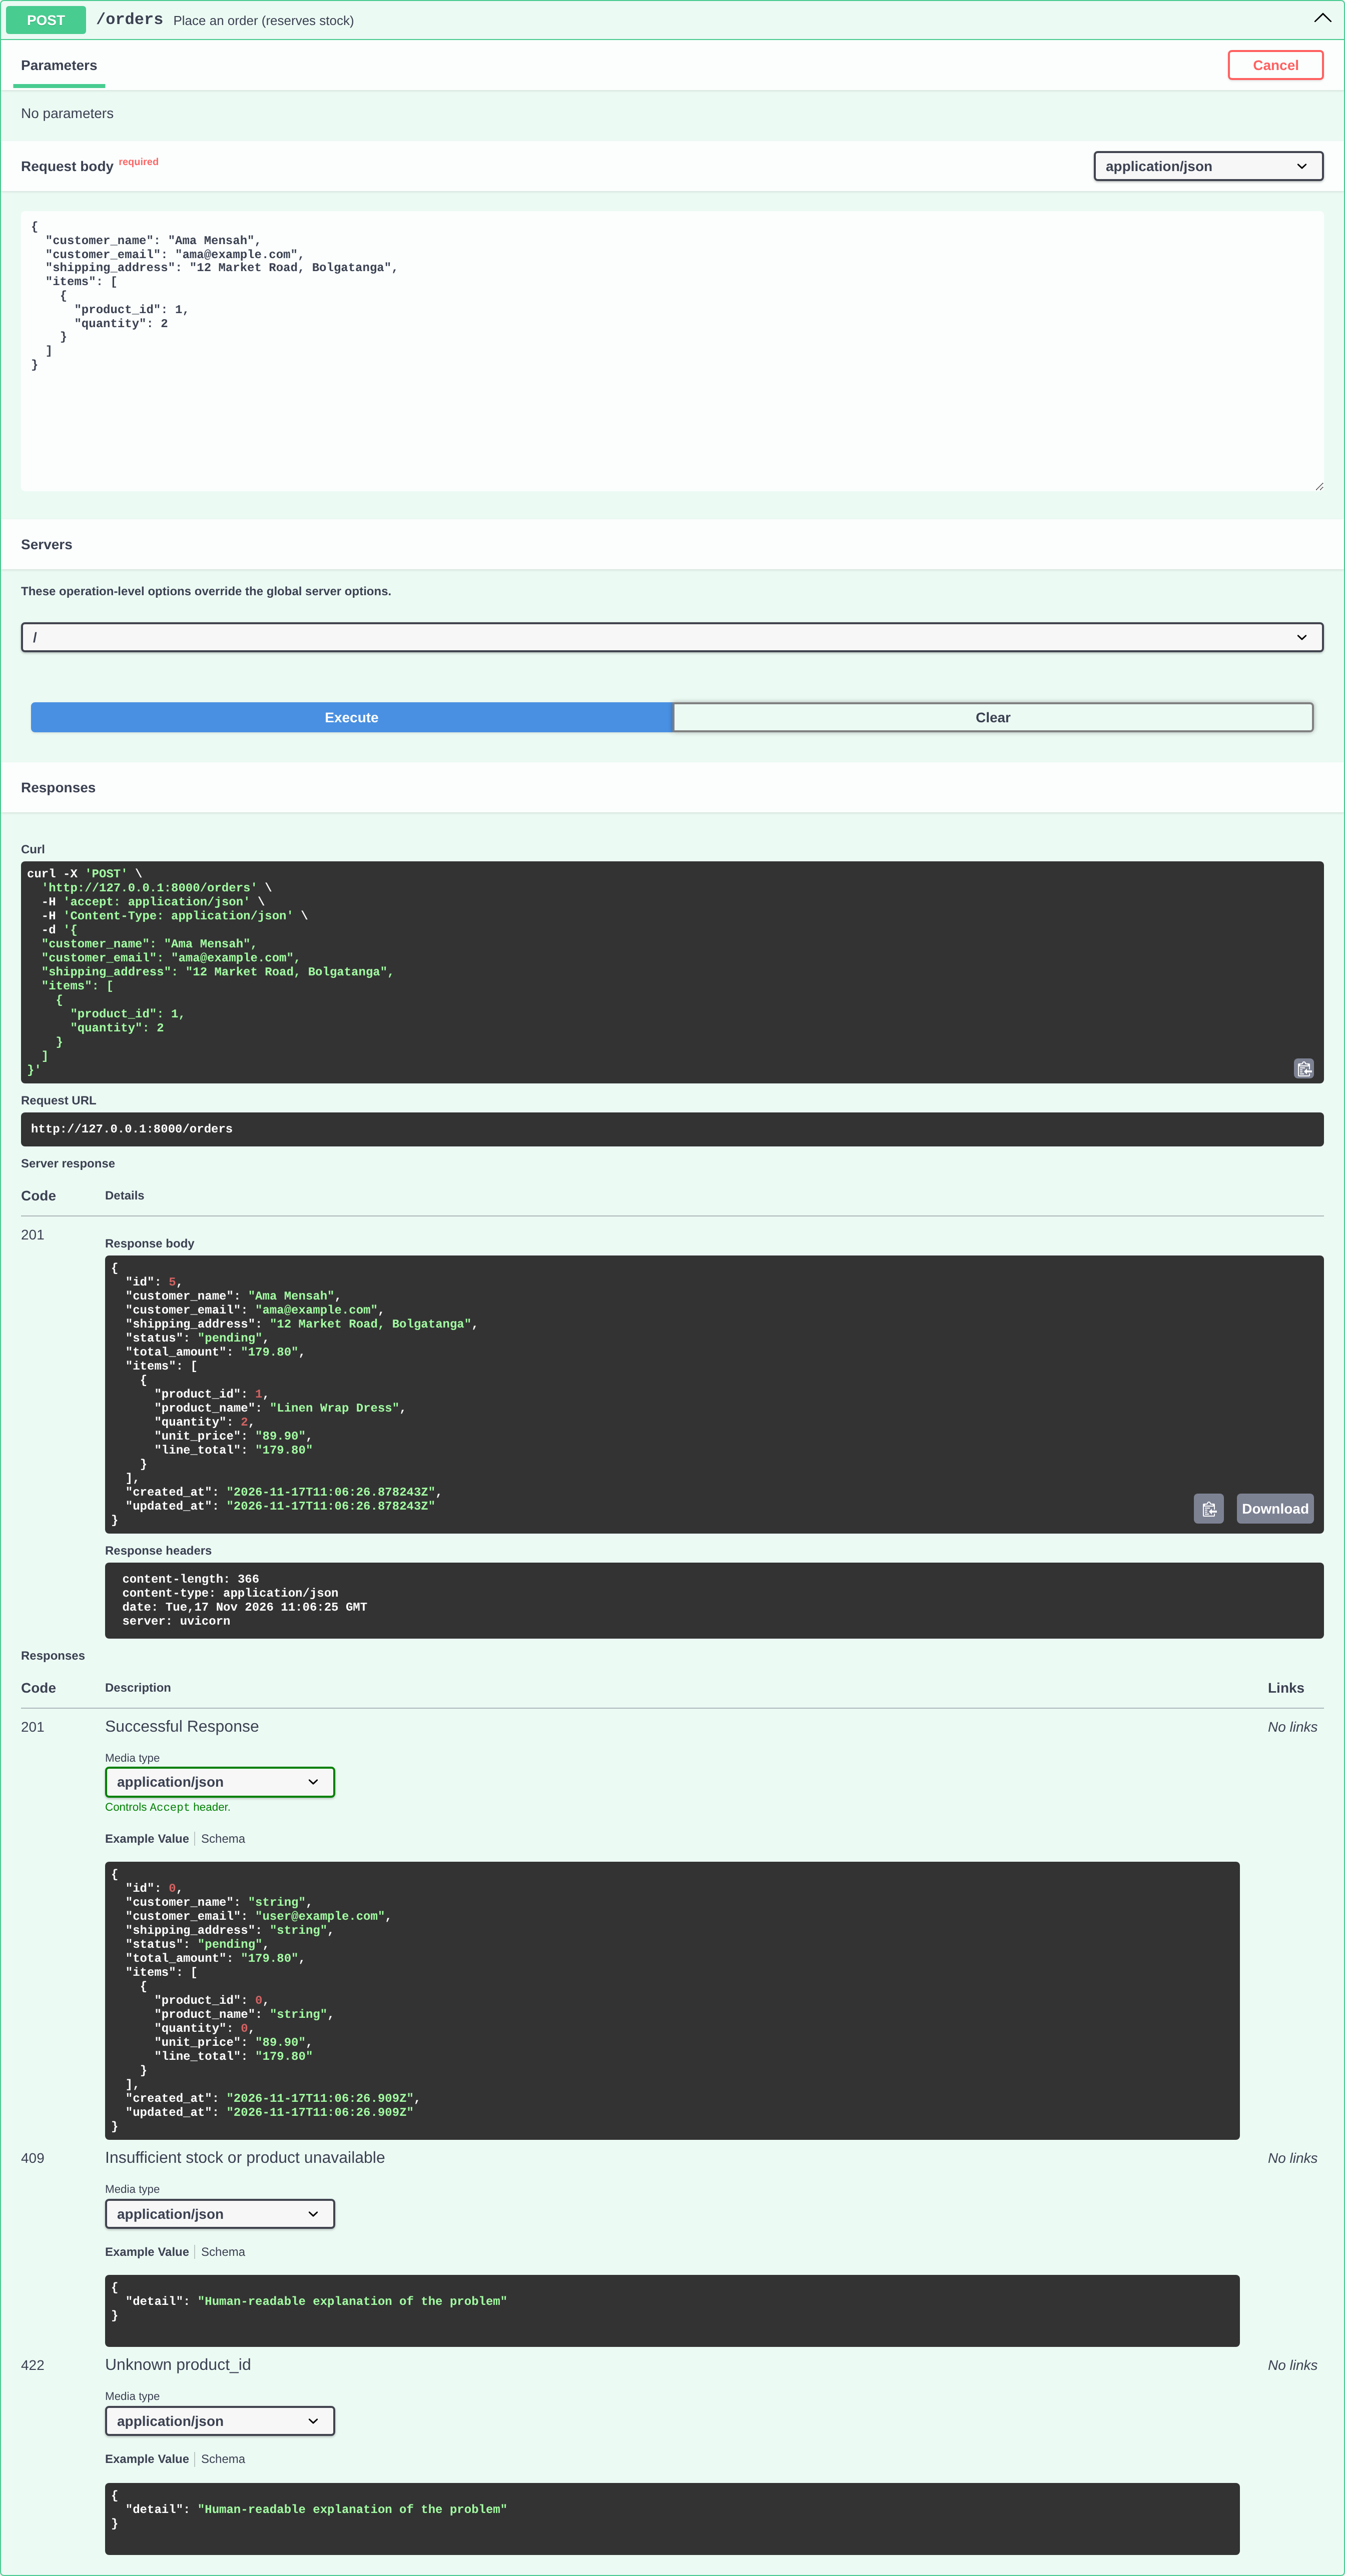 POST /orders Place an order (reserves stock)
Parameters
Cancel
No parameters
Request body required
application/json
{
  "customer_name": "Ama Mensah",
  "customer_email": "ama@example.com",
  "shipping_address": "12 Market Road, Bolgatanga",
  "items": [
    {
      "product_id": 1,
      "quantity": 2
    }
  ]
}
Servers
These operation-level options override the global server options.
/
Execute
Clear
Responses
Curl
curl -X 'POST' \
  'http://127.0.0.1:8000/orders' \
  -H 'accept: application/json' \
  -H 'Content-Type: application/json' \
  -d '{
  "customer_name": "Ama Mensah",
  "customer_email": "ama@example.com",
  "shipping_address": "12 Market Road, Bolgatanga",
  "items": [
    {
      "product_id": 1,
      "quantity": 2
    }
  ]
}'
Request URL
http://127.0.0.1:8000/orders
Server response
Code Details
201
Response body
{
  "id": 5,
  "customer_name": "Ama Mensah",
  "customer_email": "ama@example.com",
  "shipping_address": "12 Market Road, Bolgatanga",
  "status": "pending",
  "total_amount": "179.80",
  "items": [
    {
      "product_id": 1,
      "product_name": "Linen Wrap Dress",
      "quantity": 2,
      "unit_price": "89.90",
      "line_total": "179.80"
    }
  ],
  "created_at": "2026-11-17T11:06:26.878243Z",
  "updated_at": "2026-11-17T11:06:26.878243Z"
}
Download
Response headers
content-length: 366
content-type: application/json
date: Tue,17 Nov 2026 11:06:25 GMT
server: uvicorn
Responses
Code Description Links
201 Successful Response No links
Media type
application/json
Controls Accept header.
Example Value Schema
{
  "id": 0,
  "customer_name": "string",
  "customer_email": "user@example.com",
  "shipping_address": "string",
  "status": "pending",
  "total_amount": "179.80",
  "items": [
    {
      "product_id": 0,
      "product_name": "string",
      "quantity": 0,
      "unit_price": "89.90",
      "line_total": "179.80"
    }
  ],
  "created_at": "2026-11-17T11:06:26.909Z",
  "updated_at": "2026-11-17T11:06:26.909Z"
}
409 Insufficient stock or product unavailable No links
Media type
application/json
Example Value Schema
{
  "detail": "Human-readable explanation of the problem"
}
422 Unknown product_id No links
Media type
application/json
Example Value Schema
{
  "detail": "Human-readable explanation of the problem"
}